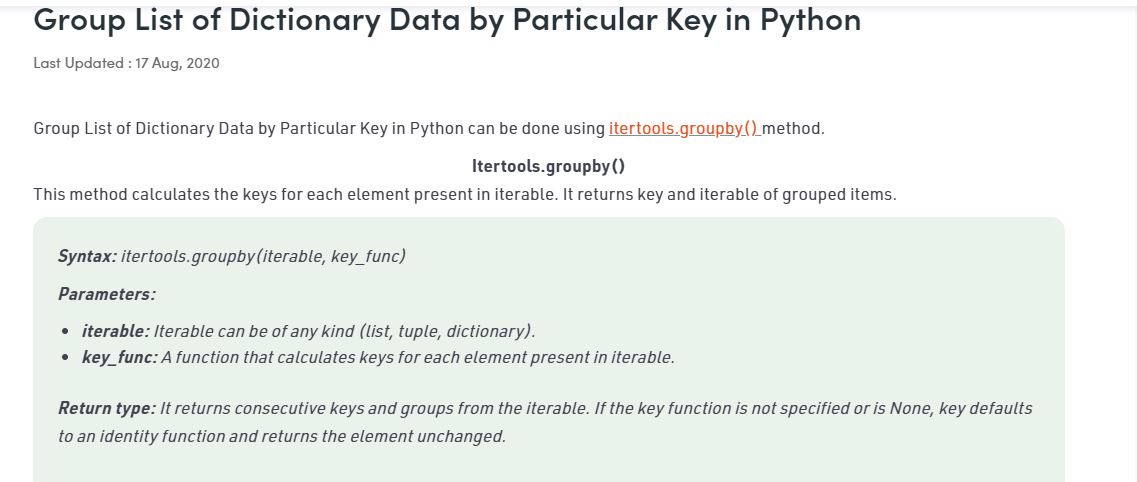 Group List of Dictionary Data by Particular Key in Python
Last Updated : 17 Aug, 2020
Group List of Dictionary Data by Particular Key in Python can be done using itertools.groupby() method.
Itertools.groupby()
This method calculates the keys for each element present in iterable. It returns key and iterable of grouped items.
Syntax: itertools.groupby(iterable, key_func)
Parameters:
• iterable: Iterable can be of any kind (list, tuple, dictionary).
• key_func: A function that calculates keys for each element present in iterable.
Return type: It returns consecutive keys and groups from the iterable. If the key function is not specified or is None, key defaults
to an identity function and returns the element unchanged.